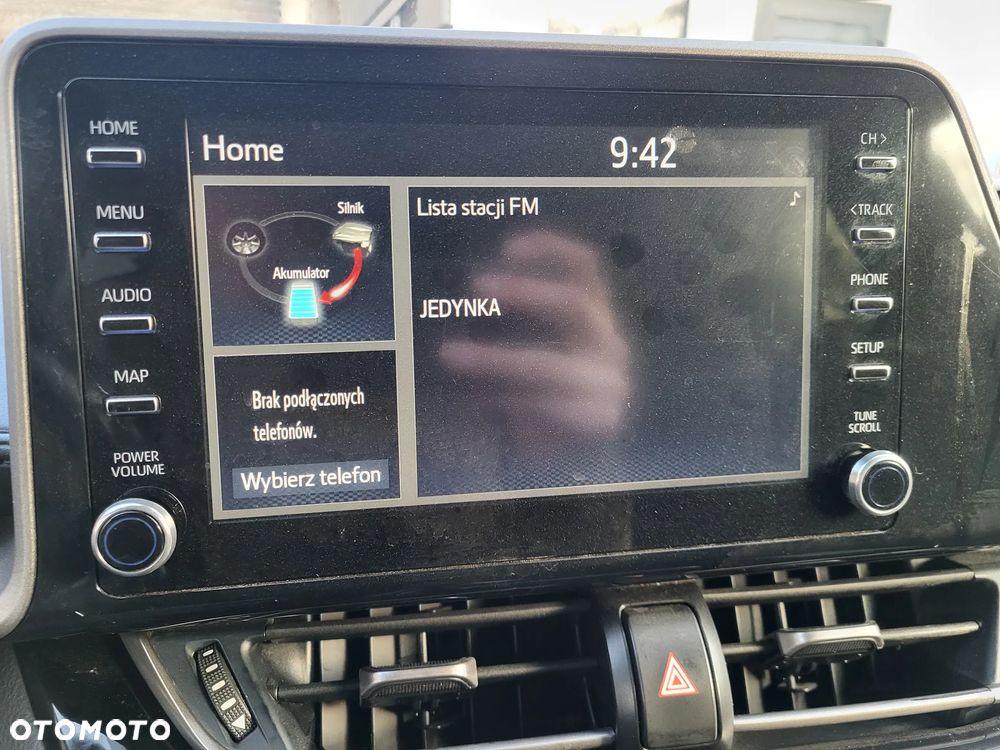 HOME
MENU
AUDIO
MAP
POWER
VOLUME
Home
9:42
Silnik
Akumulator
Brak podłączonych
telefonów.
Wybierz telefon
Lista stacji FM
JEDYNKA
CH >
<TRACK
PHONE
SETUP
TUNE
SCROLL
OTOMOTO